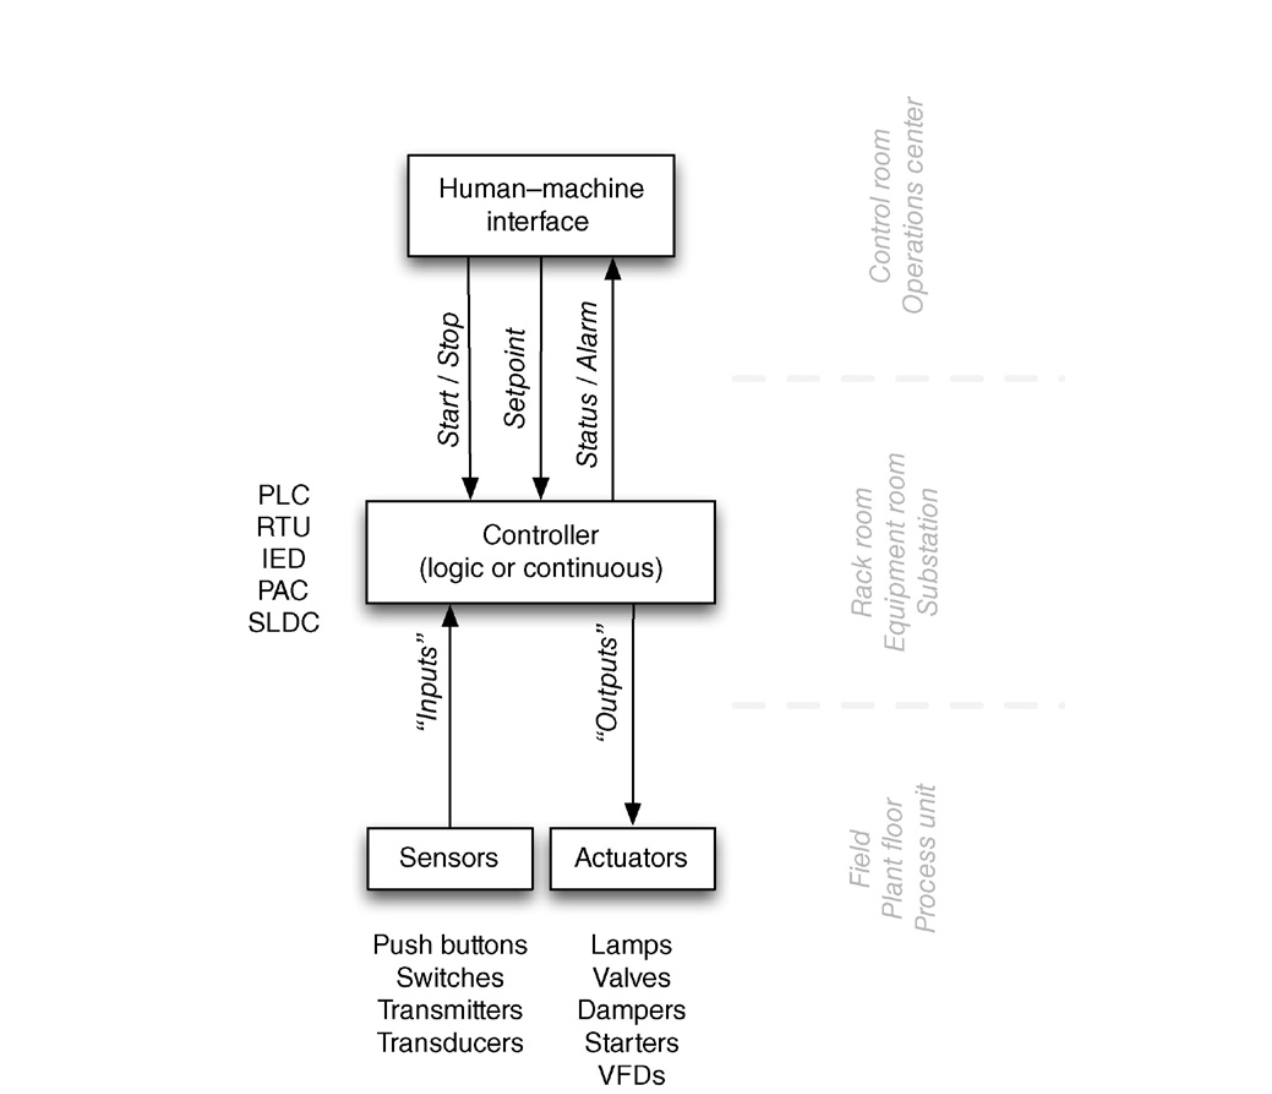 Human–machine
interface
Control room
Operations center
Start / Stop
Setpoint
Status / Alarm
PLC
RTU
IED
PAC
SLDC
Controller
(logic or continuous)
Rack room
Equipment room
Substation
“Inputs”
“Outputs”
Sensors
Actuators
Field
Plant floor
Process unit
Push buttons
Switches
Transmitters
Transducers
Lamps
Valves
Dampers
Starters
VFDs